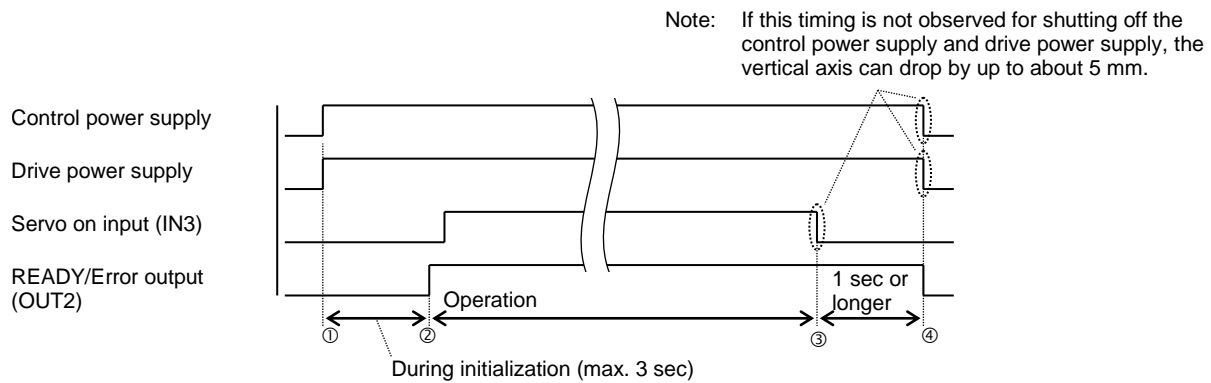 Note: If this timing is not observed for shutting off the
control power supply and drive power supply, the
vertical axis can drop by up to about 5 mm.
Control power supply
Drive power supply
Servo on input (IN3)
READY/Error output
(OUT2)
Operation
1 sec or
longer
① ② ③ ④
During initialization (max. 3 sec)